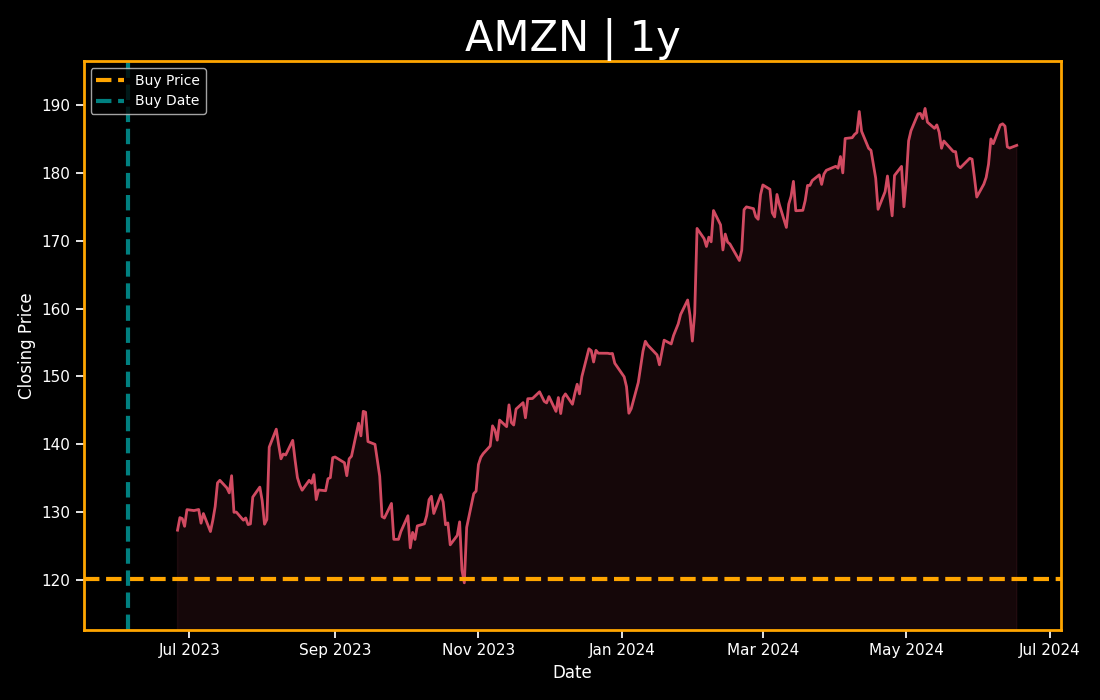 AMZN | 1y
Buy Price
Buy Date
190
180
170
160
150
140
130
120
Closing Price
Jul 2023 Sep 2023 Nov 2023 Jan 2024 Mar 2024 May 2024 Jul 2024
Date